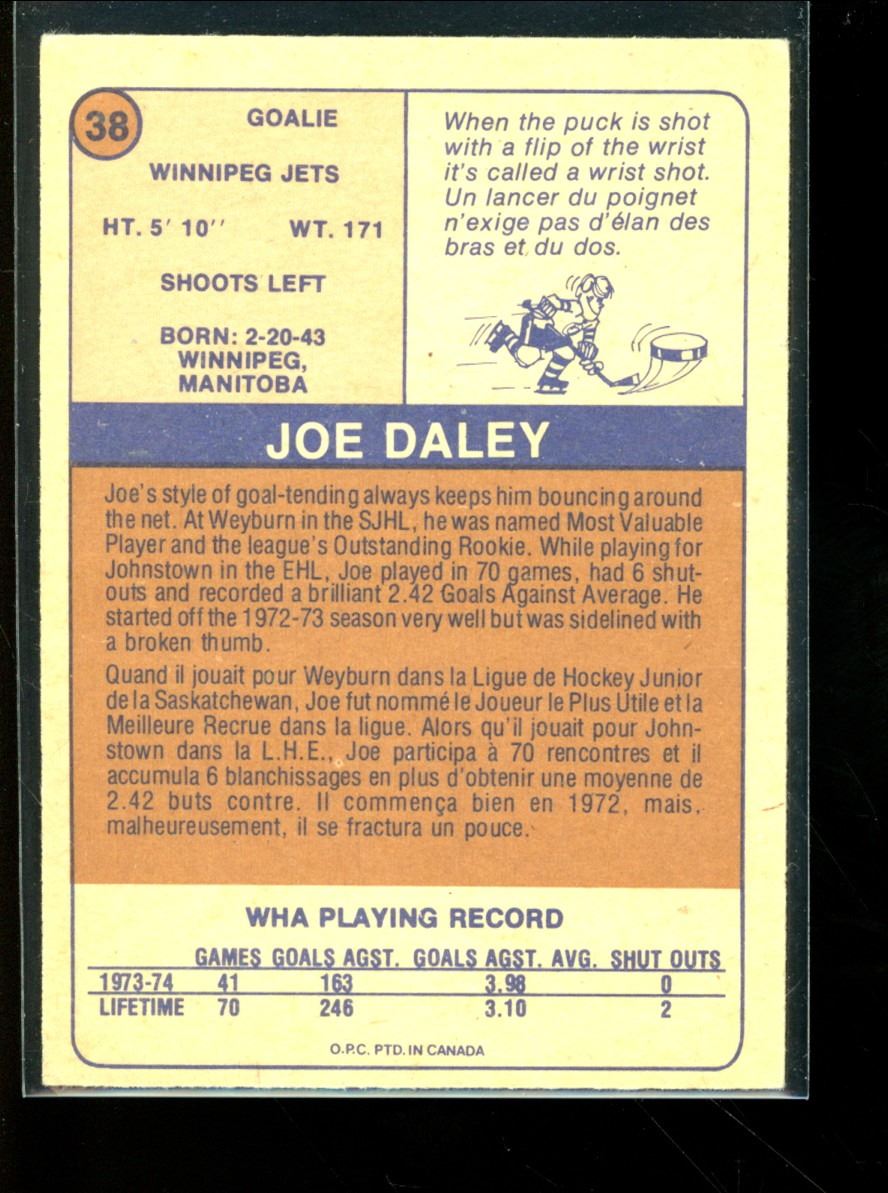 38
GOALIE
WINNIPEG JETS
HT. 5' 10'' WT. 171
SHOOTS LEFT
BORN: 2-20-43
WINNIPEG,
MANITOBA
When the puck is shot
with a flip of the wrist
it's called a wrist shot.
Un lancer du poignet
n'exige pas d'élan des
bras et du dos.
JOE DALEY
Joe's style of goal-tending always keeps him bouncing around
the net. At Weyburn in the SJHL, he was named Most Valuable
Player and the league's Outstanding Rookie. While playing for
Johnstown in the EHL, Joe played in 70 games, had 6 shut-
outs and recorded a brilliant 2.42 Goals Against Average. He
started off the 1972-73 season very well but was sidelined with
a broken thumb.
Quand il jouait pour Weyburn dans la Ligue de Hockey Junior
de la Saskatchewan, Joe fut nommé le Joueur le Plus Utile et la
Meilleure Recrue dans la ligue. Alors qu'il jouait pour John-
stown dans la L.H.E., Joe participa à 70 rencontres et il
accumula 6 blanchissages en plus d'obtenir une moyenne de
2.42 buts contre. Il commença bien en 1972, mais,
malheureusement, il se fractura un pouce.
WHA PLAYING RECORD
GAMES GOALS AGST. GOALS AGST. AVG. SHUT OUTS
1973-74 41 163 3.98 0
LIFETIME 70 246 3.10 2
O.P.C. PTD. IN CANADA